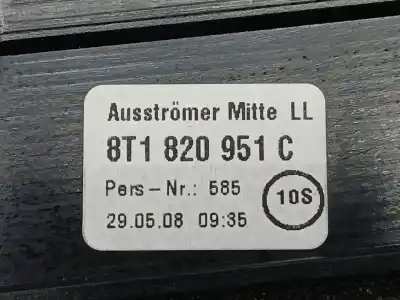 Ausströmer Mitte LL
8T1 820 951 C
Pers-Nr.: 585
10S
29.05.08 09:35